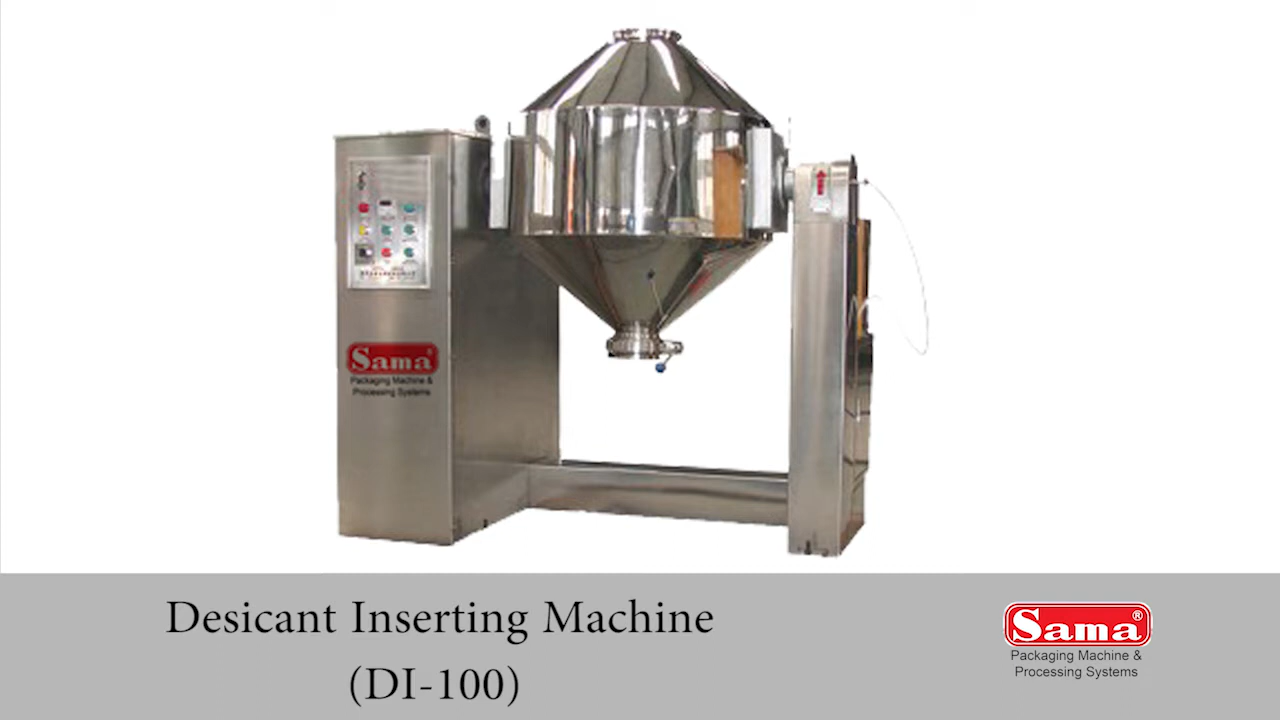 Sama®
Packaging Machine &
Processing Systems
Desicant Inserting Machine
(DI-100)
Sama®
Packaging Machine &
Processing Systems